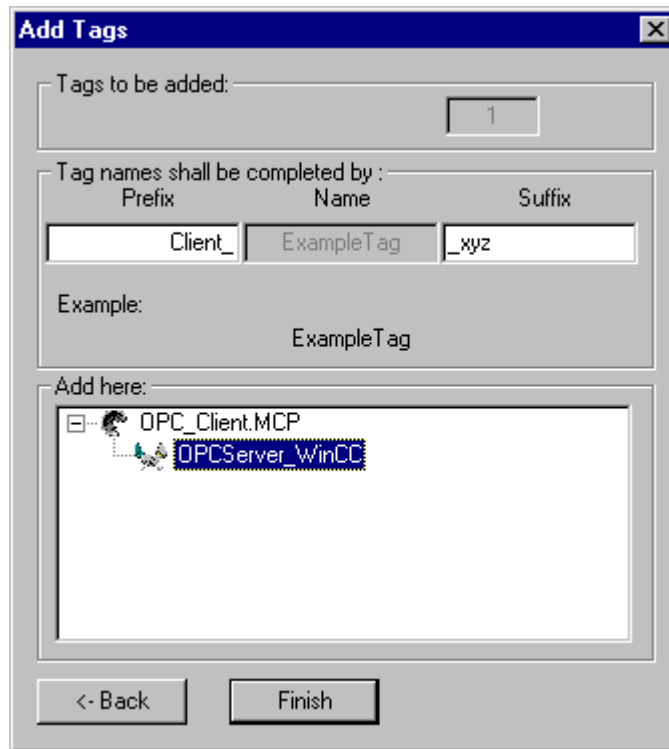 Add Tags
Tags to be added:
1
Tag names shall be completed by :
Prefix Name Suffix
Client_ ExampleTag _xyz
Example:
ExampleTag
Add here:
OPC_Client.MCP
OPCServer_WinCC
<- Back Finish